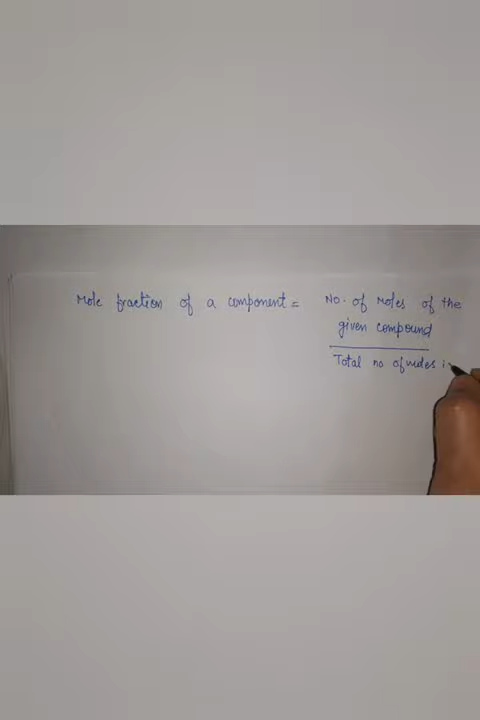 Mole fraction of a component = No. of Moles of the
given compound
Total no of moles i